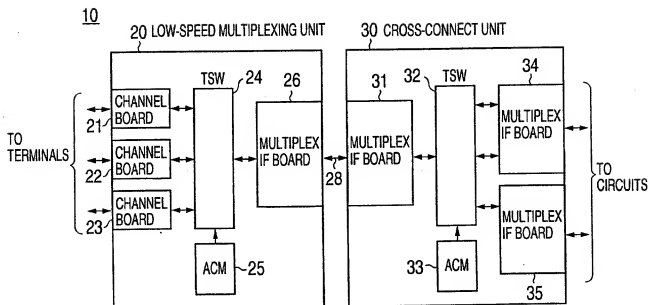 10
20 LOW-SPEED MULTIPLEXING UNIT
30 CROSS-CONNECT UNIT
TSW 24
26
31
32 TSW
34
CHANNEL
BOARD
21
CHANNEL
BOARD
22
CHANNEL
BOARD
23
TO
TERMINALS
MULTIPLEX
IF BOARD
28
MULTIPLEX
IF BOARD
MULTIPLEX
IF BOARD
MULTIPLEX
IF BOARD
35
TO
CIRCUITS
ACM
25
33
ACM